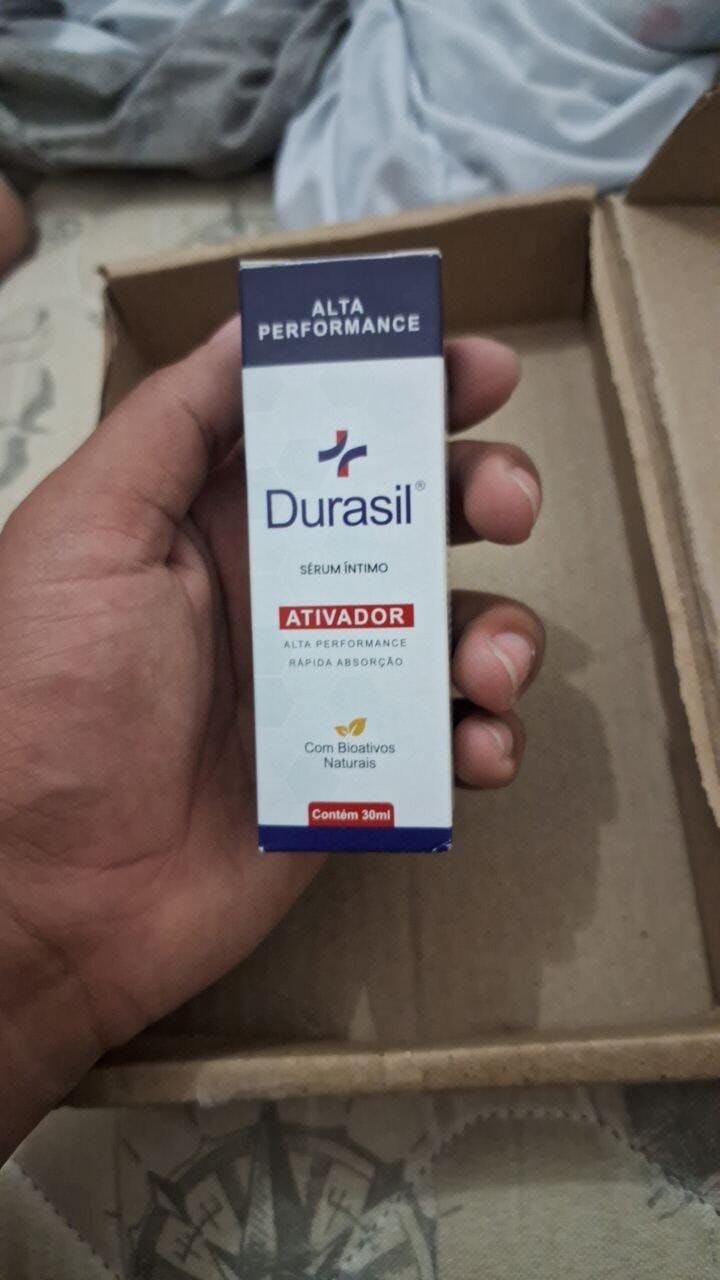 ALTA
PERFORMANCE
Durasil®
SÉRUM ÍNTIMO
ATIVADOR
ALTA PERFORMANCE
RÁPIDA ABSORÇÃO
Com Bioativos
Naturais
Contém 30ml